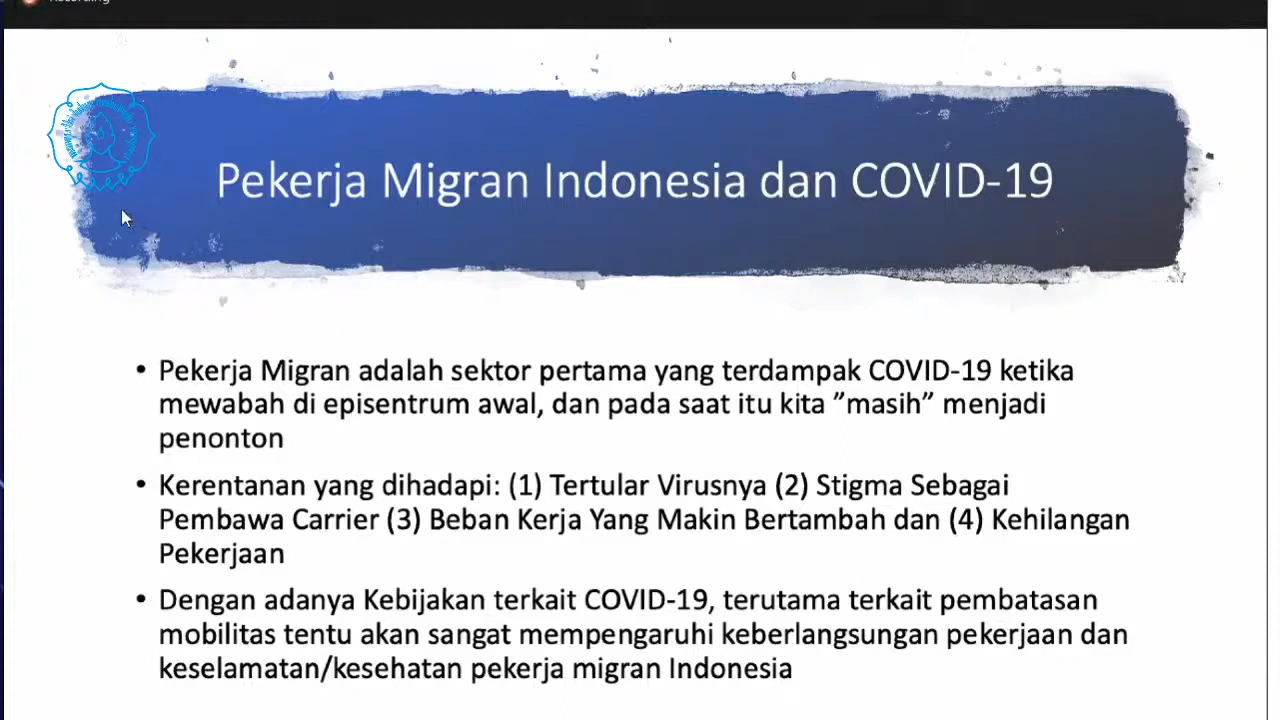 Pekerja Migran Indonesia dan COVID-19
• Pekerja Migran adalah sektor pertama yang terdampak COVID-19 ketika
mewabah di episentrum awal, dan pada saat itu kita ”masih” menjadi
penonton
• Kerentanan yang dihadapi: (1) Tertular Virusnya (2) Stigma Sebagai
Pembawa Carrier (3) Beban Kerja Yang Makin Bertambah dan (4) Kehilangan
Pekerjaan
• Dengan adanya Kebijakan terkait COVID-19, terutama terkait pembatasan
mobilitas tentu akan sangat mempengaruhi keberlangsungan pekerjaan dan
keselamatan/kesehatan pekerja migran Indonesia